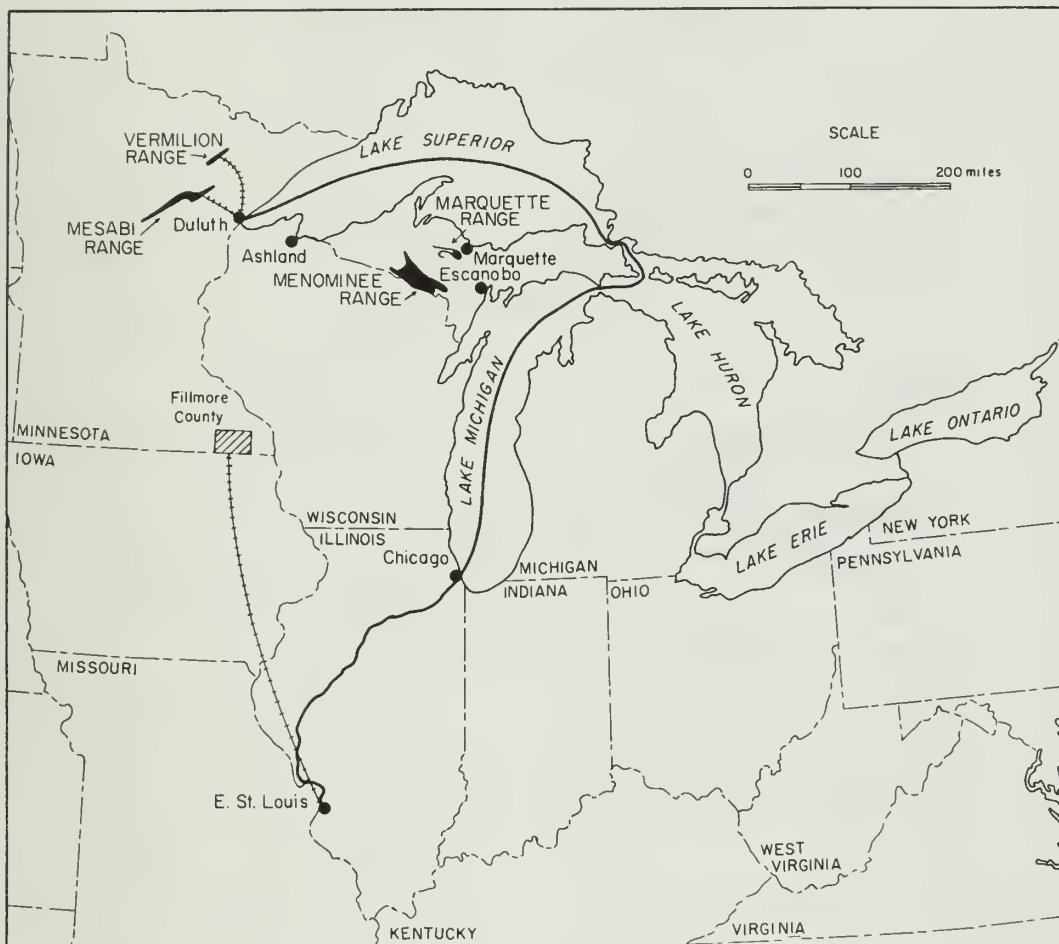 VERMILION
RANGE
MESABI
RANGE
Duluth
Ashland
LAKE SUPERIOR
MARQUETTE
RANGE
Marquette
Escanobo
MENOMINEE
RANGE
SCALE
0 100 200 miles
LAKE MICHIGAN
LAKE HURON
LAKE ONTARIO
LAKE ERIE
Fillmore
County
MINNESOTA
IOWA
WISCONSIN
ILLINOIS
Chicago
MICHIGAN
INDIANA
OHIO
NEW YORK
PENNSYLVANIA
MISSOURI
E. St. Louis
WEST
VIRGINIA
KENTUCKY
VIRGINIA